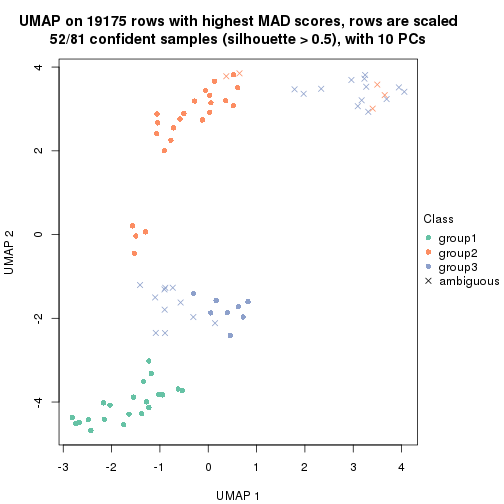 UMAP on 19175 rows with highest MAD scores, rows are scaled
52/81 confident samples (silhouette > 0.5), with 10 PCs
4
2
0
-2
-4
UMAP 2
-3
-2
-1
0
1
2
3
4
UMAP 1
Class
group1
group2
group3
ambiguous